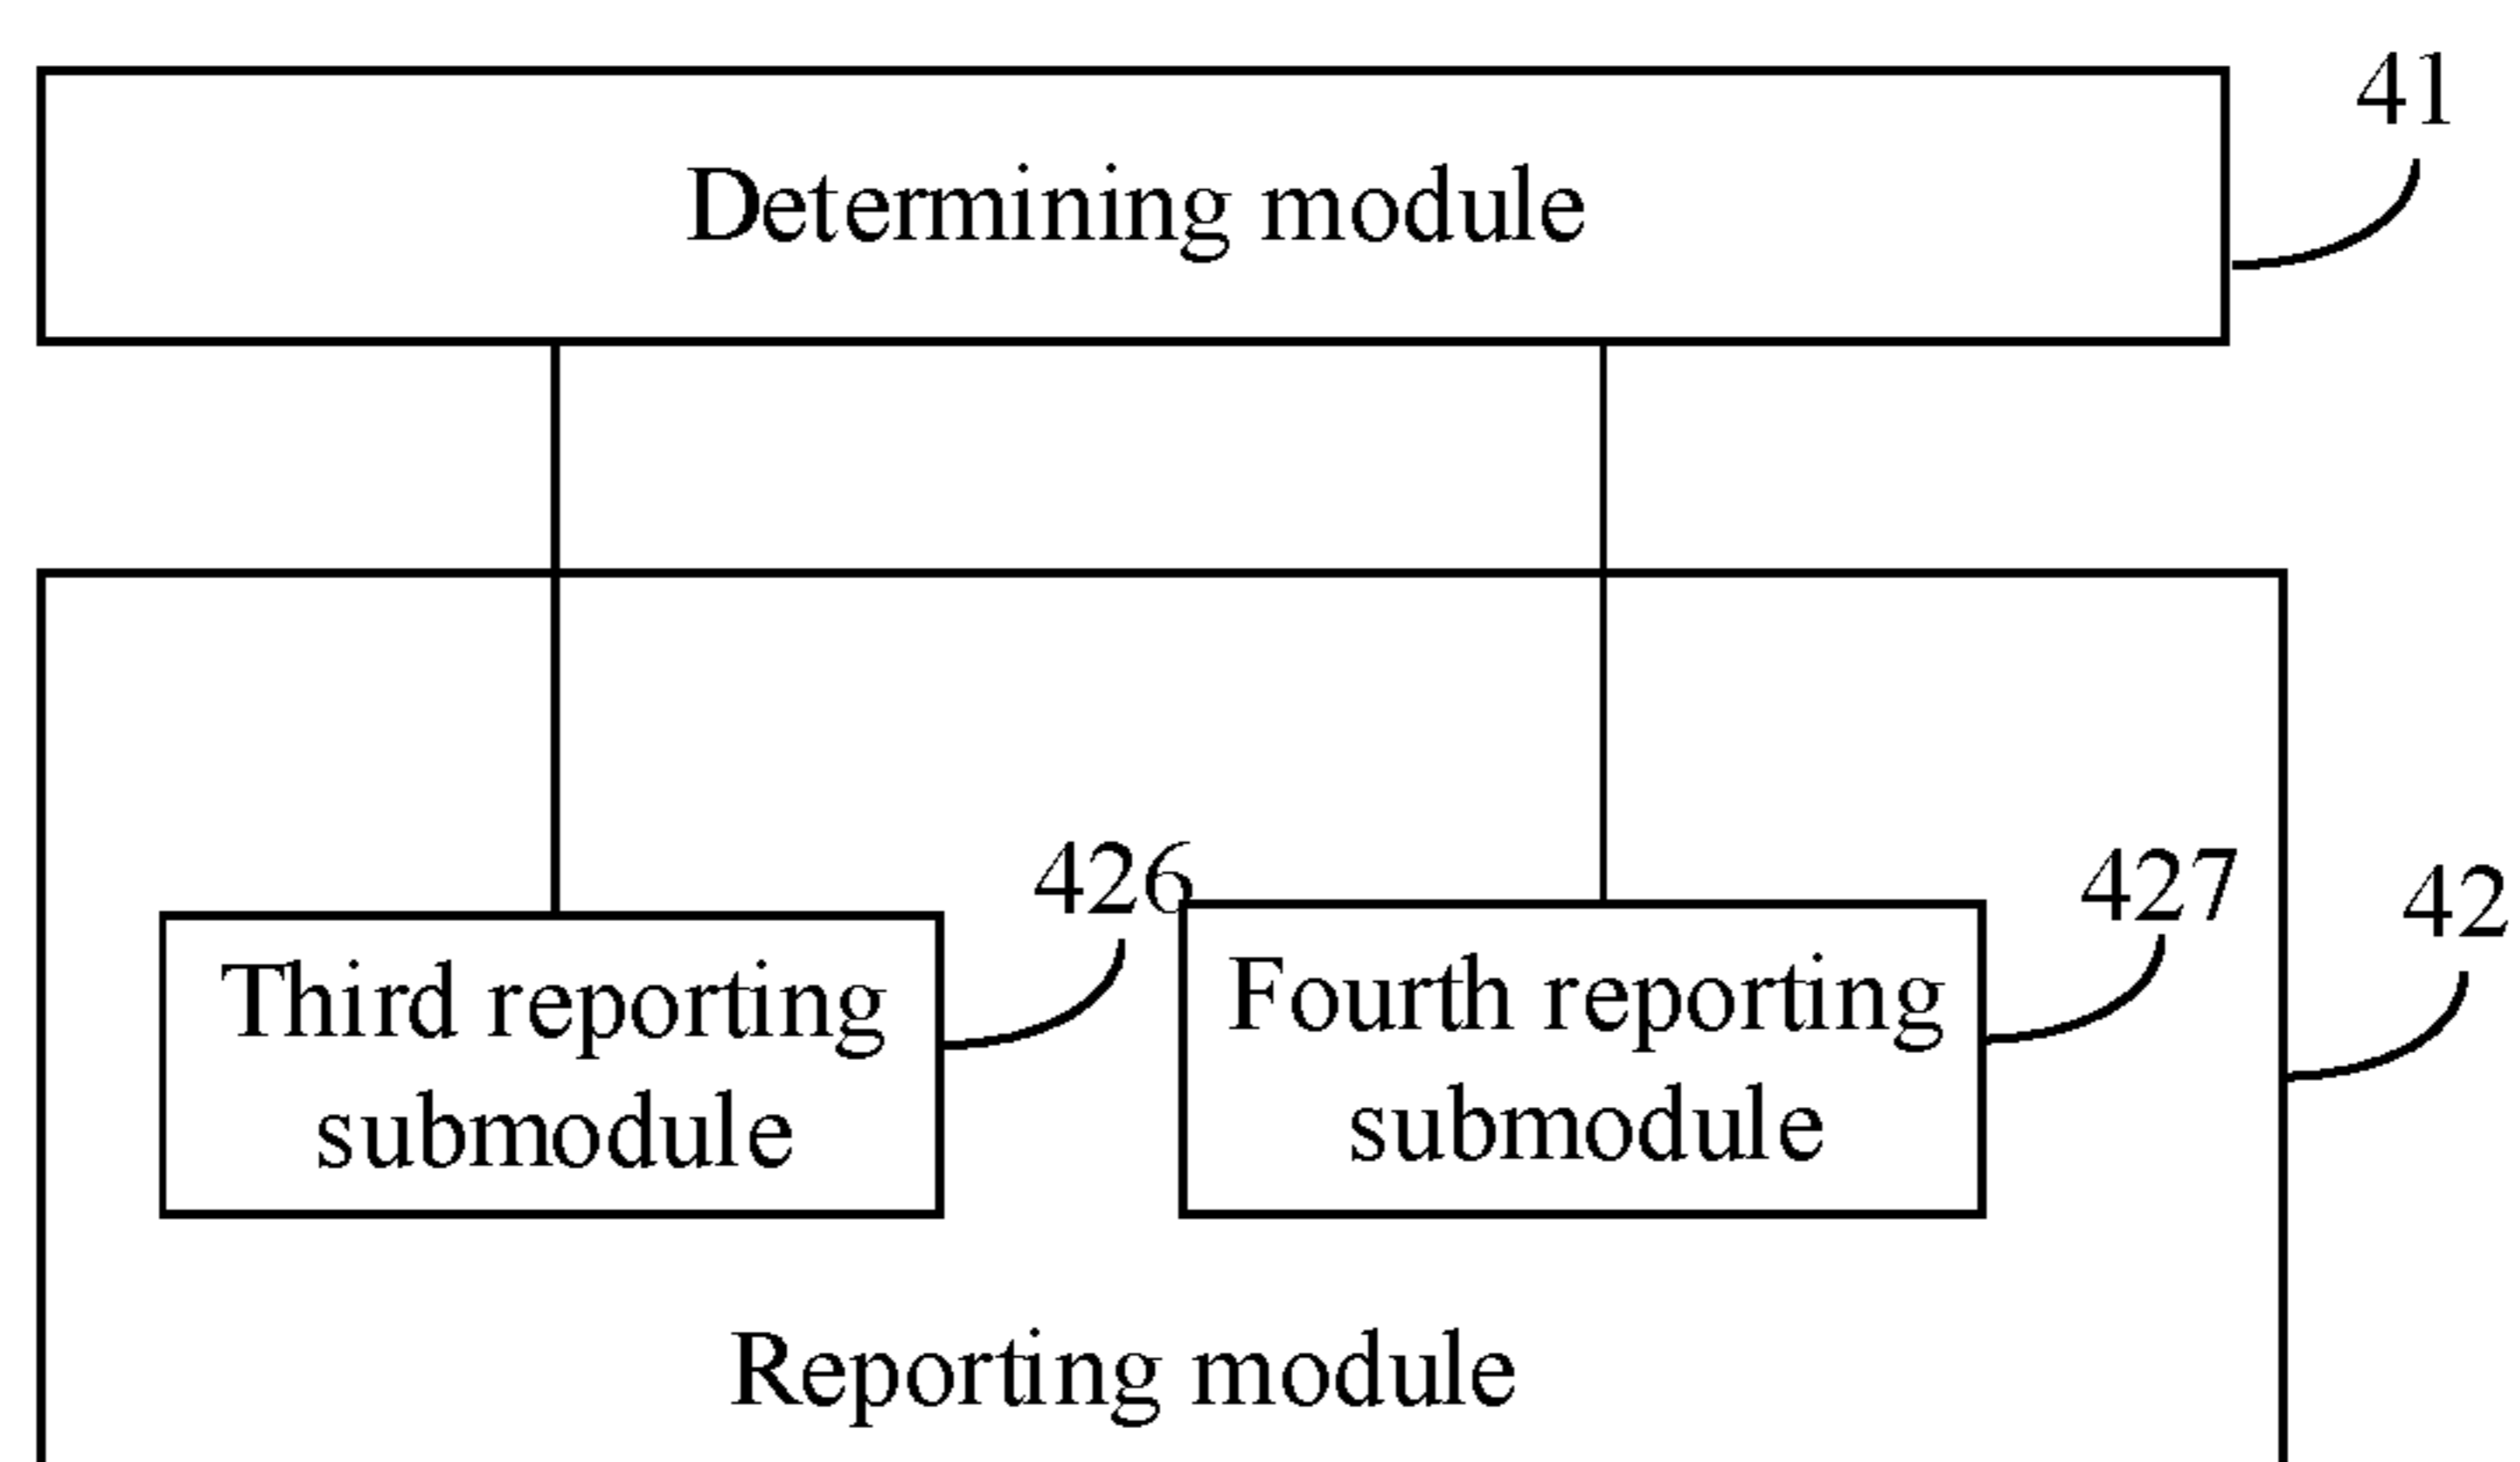 41
Determining module
426
427
42
Third reporting
submodule
Fourth reporting
submodule
Reporting module